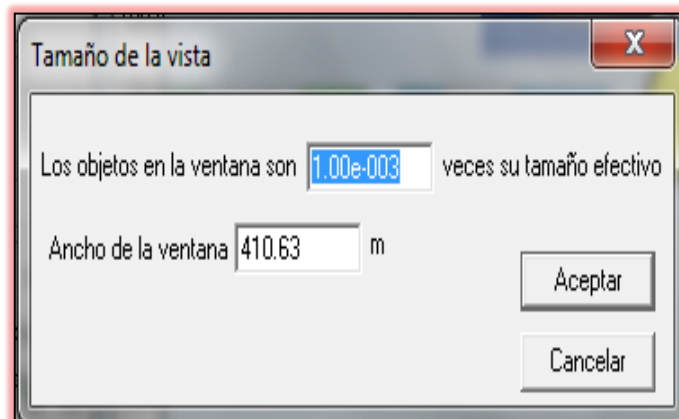 Tamaño de la vista
X
Los objetos en la ventana son 1.00e-003 veces su tamaño efectivo
Ancho de la ventana 410.63 m
Aceptar
Cancelar